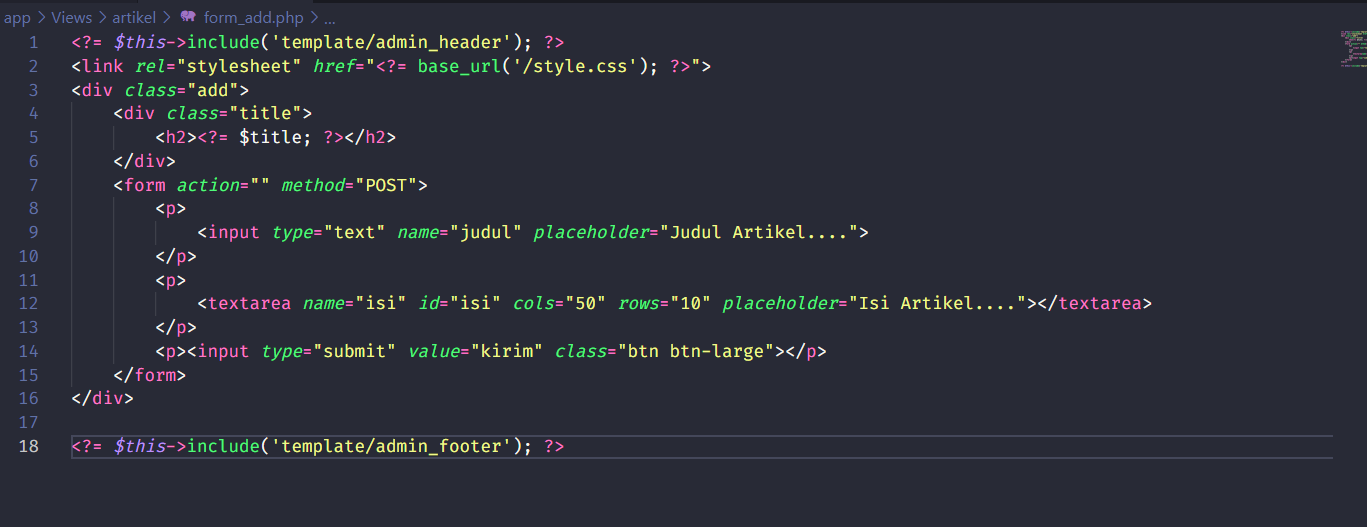 app > Views > artikel > form_add.php > ...
1 <?= $this->include('template/admin_header'); ?>
2 <link rel="stylesheet" href="<?= base_url('/style.css'); ?>">
3 <div class="add">
4     <div class="title">
5         <h2><?= $title; ?></h2>
6     </div>
7     <form action="" method="POST">
8         <p>
9             <input type="text" name="judul" placeholder="Judul Artikel....">
10         </p>
11         <p>
12             <textarea name="isi" id="isi" cols="50" rows="10" placeholder="Isi Artikel...."></textarea>
13         </p>
14         <p><input type="submit" value="kirim" class="btn btn-large"></p>
15     </form>
16 </div>
17
18 <?= $this->include('template/admin_footer'); ?>